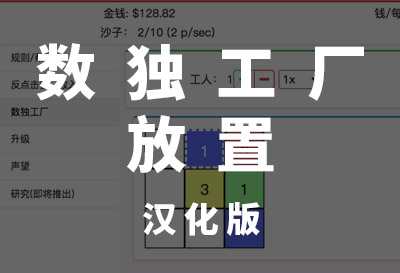 金钱: $128.82
钱/每
沙子: 2/10 (2 p/sec)
规则/
反点击
数独工厂
升级
声望
研究(即将推出)
工人: 1
1x
数独工厂
放置
汉化版
1
3 1